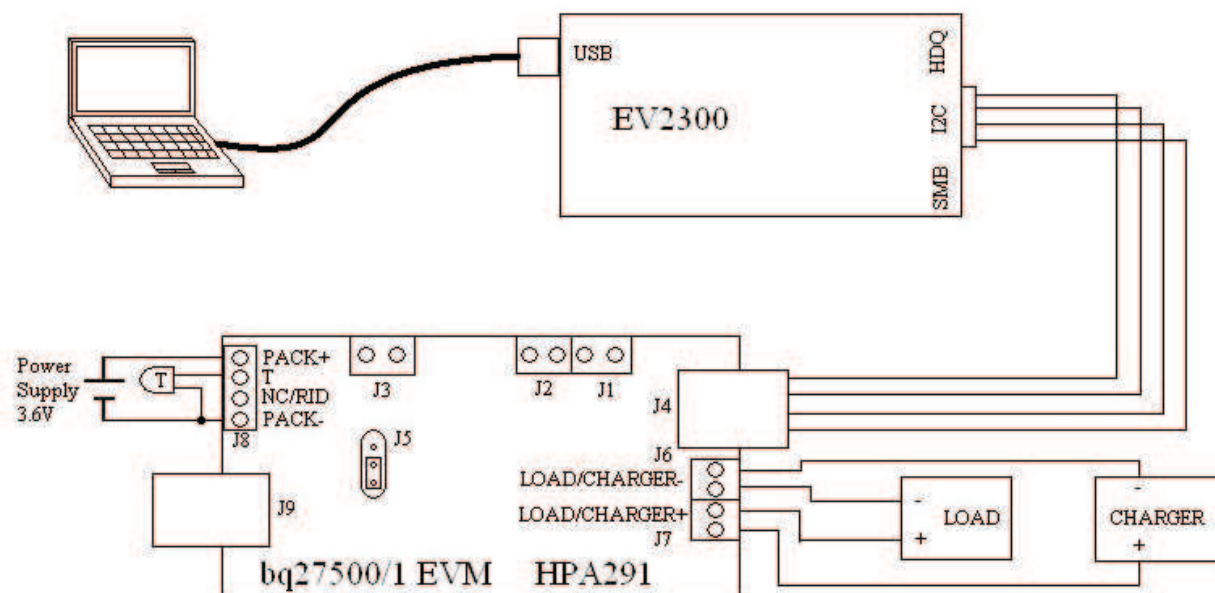 USB
EV2300
HDQ
I2C
SMB
Power
Supply
3.6V
T
PACK+
T
NC/RID
PACK-
J8
J3
J2
J1
J4
J5
J6
J9
LOAD/CHARGER-
LOAD/CHARGER+
J7
-
+
LOAD
-
CHARGER
+
bq27500/1 EVM HPA291